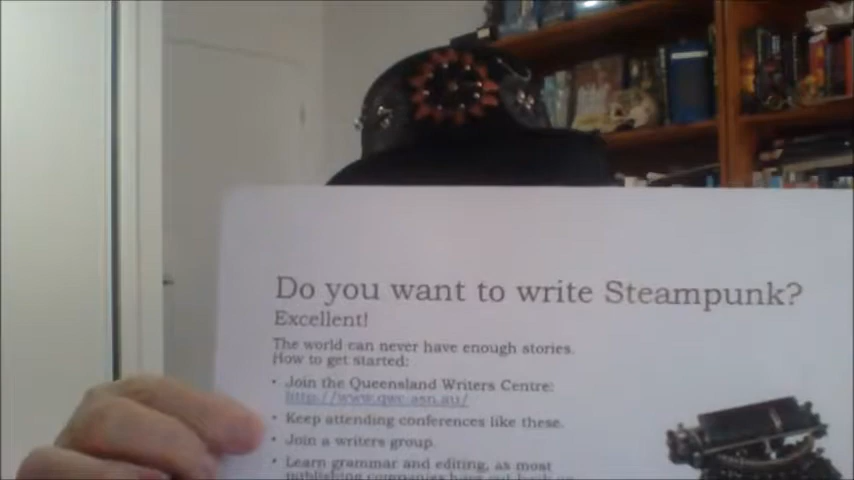 Do you want to write Steampunk?
Excellent!
The world can never have enough stories.
How to get started:
• Join the Queensland Writers Centre:
http://www.qwc.asn.au/
• Keep attending conferences like these.
• Join a writers group.
• Learn grammar and editing, as most
publishing companies